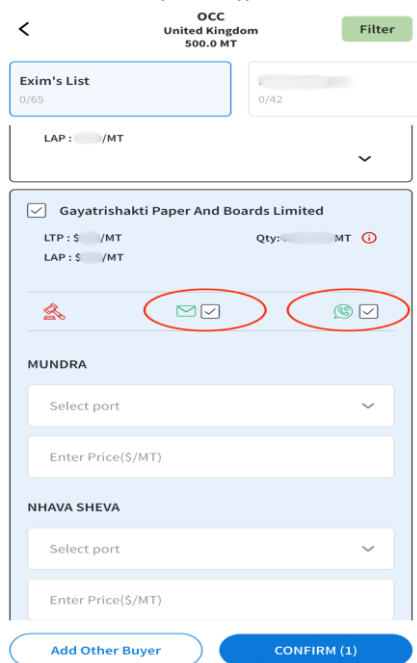 OCC
United Kingdom
500.0 MT
Filter
Exim's List
0/65
0/42
LAP : /MT
Gayatrishakti Paper And Boards Limited
LTP : $ /MT
Qty: MT
LAP : $ /MT
MUNDRA
Select port
Enter Price($/MT)
NHAVA SHEVA
Select port
Enter Price($/MT)
Add Other Buyer
CONFIRM (1)